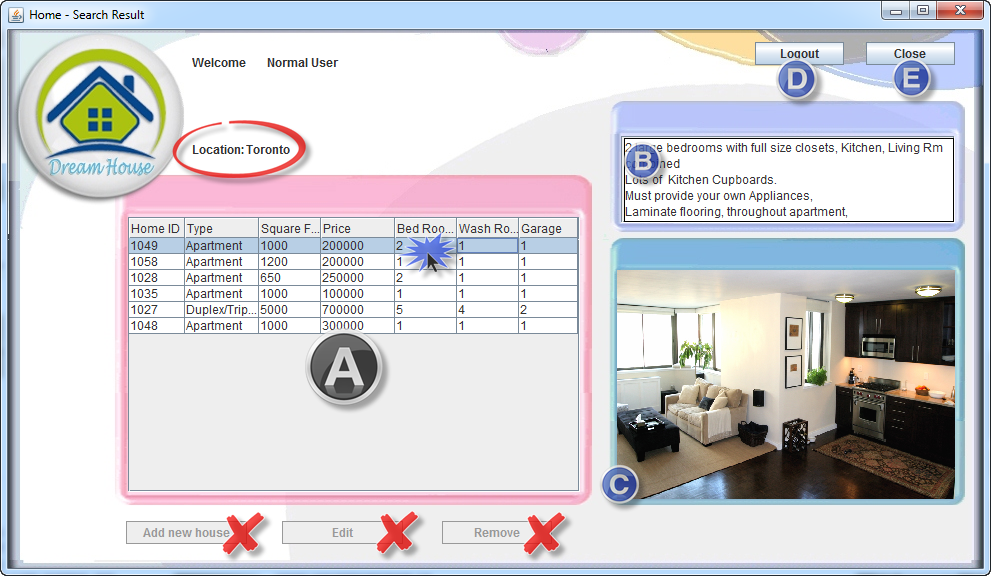 Home - Search Result
Welcome Normal User
Logout
Close
D
E
Dream House
Location: Toronto
2 large bedrooms with full size closets, Kitchen, Living Rm
B
Lots of Kitchen Cupboards.
Must provide your own Appliances,
Laminate flooring, throughout apartment,
Home ID Type Square F... Price Bed Roo... Wash Ro... Garage
1049 Apartment 1000 200000 2 1 1
1058 Apartment 1200 200000 1 1 1
1028 Apartment 650 250000 2 1 1
1035 Apartment 1000 100000 1 1 1
1027 Duplex/Trip... 5000 700000 5 4 2
1048 Apartment 1000 300000 1 1 1
A
C
Add new house
Edit
Remove